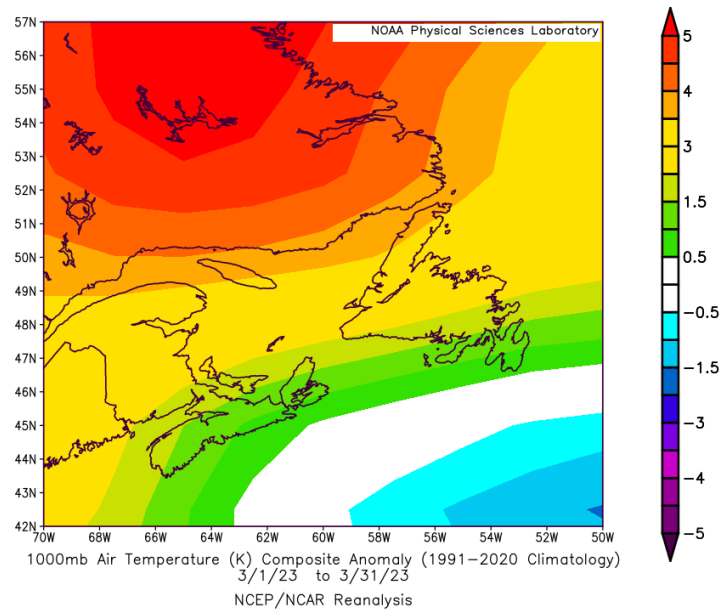 NOAA Physical Sciences Laboratory
57N
56N
55N
54N
53N
52N
51N
50N
49N
48N
47N
46N
45N
44N
43N
42N
70W 68W 66W 64W 62W 60W 58W 56W 54W 52W 50W
5
4
3
1.5
0.5
−0.5
−1.5
−3
−4
−5
1000mb Air Temperature (K) Composite Anomaly (1991−2020 Climatology)
3/1/23 to 3/31/23
NCEP/NCAR Reanalysis